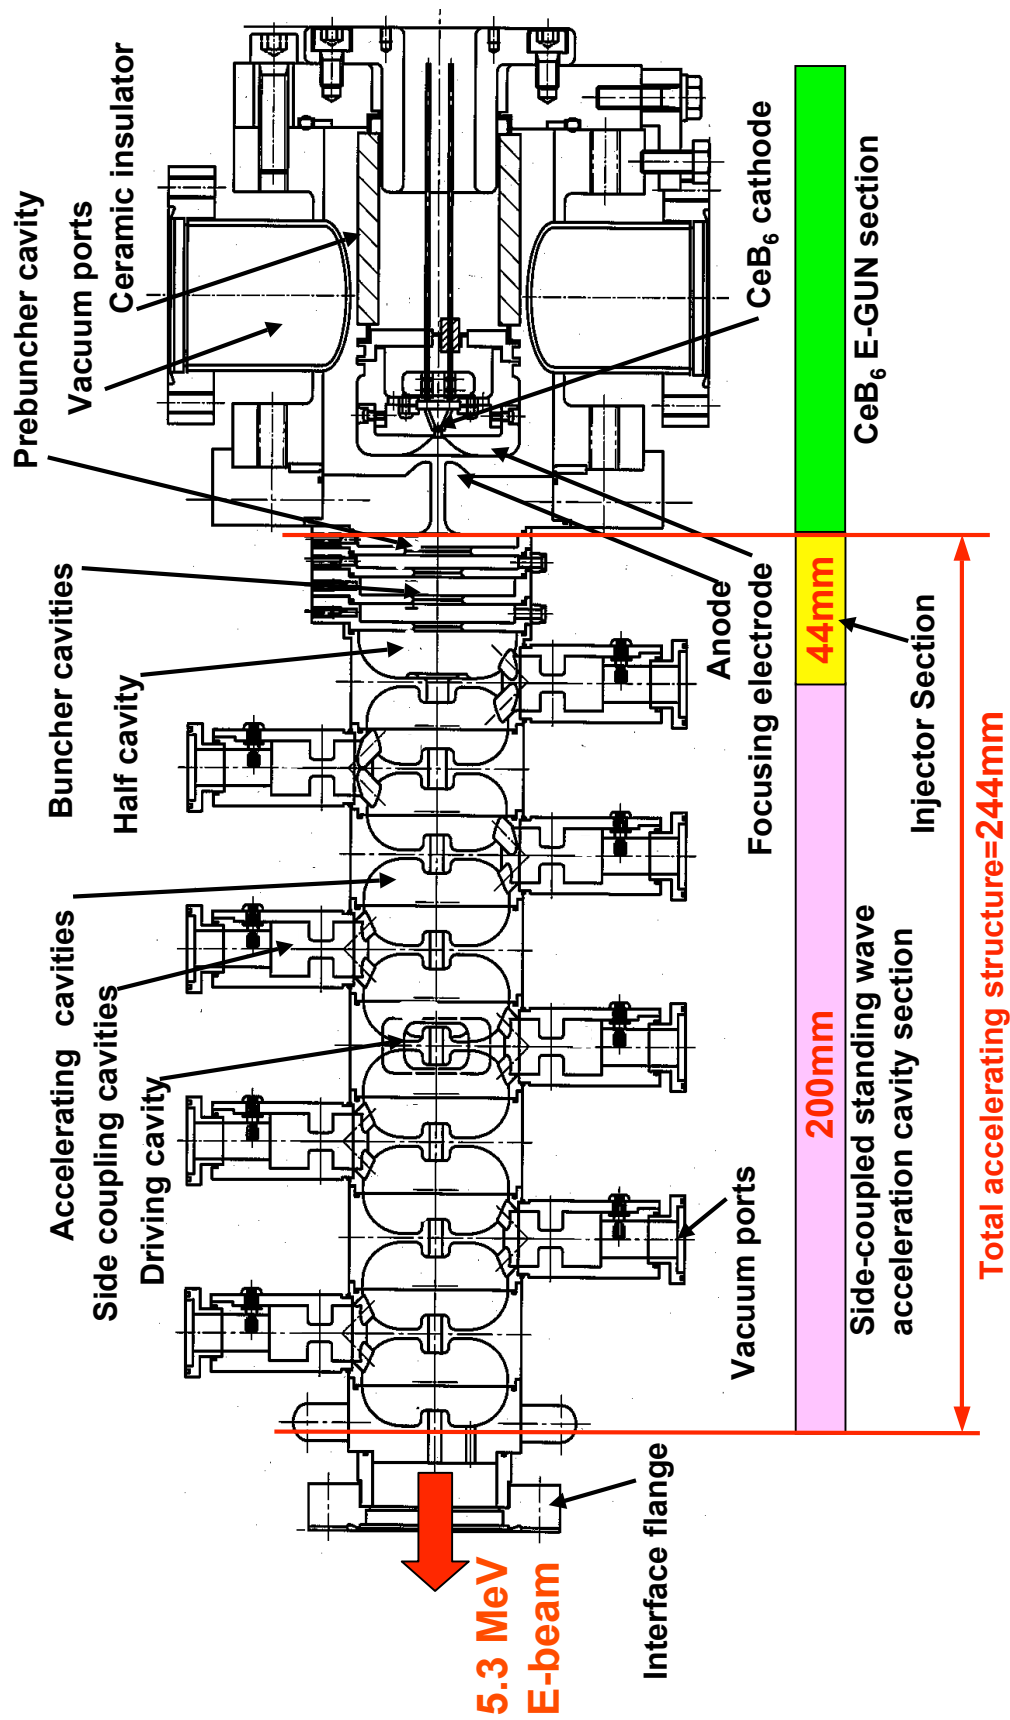 Prebuncher cavity
Vacuum ports
Ceramic insulator
Buncher cavities
Half cavity
Accelerating cavities
Side coupling cavities
Driving cavity
5.3 MeV
E-beam
Interface flange
Vacuum ports
Focusing electrode
Anode
CeB6 cathode
200mm
44mm
Side-coupled standing wave
acceleration cavity section
Injector Section
CeB6 E-GUN section
Total accelerating structure=244mm